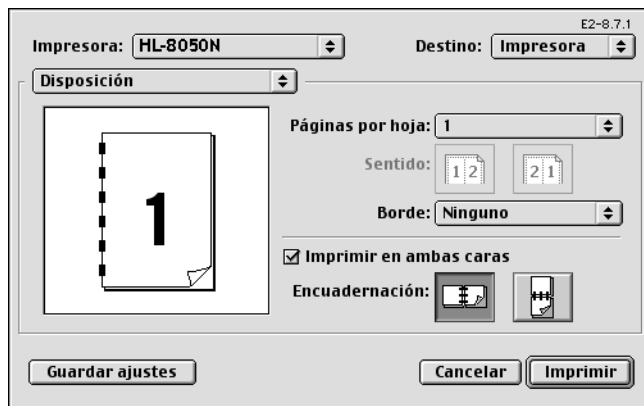 E2-8.7.1
Impresora: HL-8050N Destino: Impresora
Disposición
Páginas por hoja: 1
Sentido: 1 2 2 1
Borde: Ninguno
1
Imprimir en ambas caras
Encuadernación:
Guardar ajustes Cancelar Imprimir